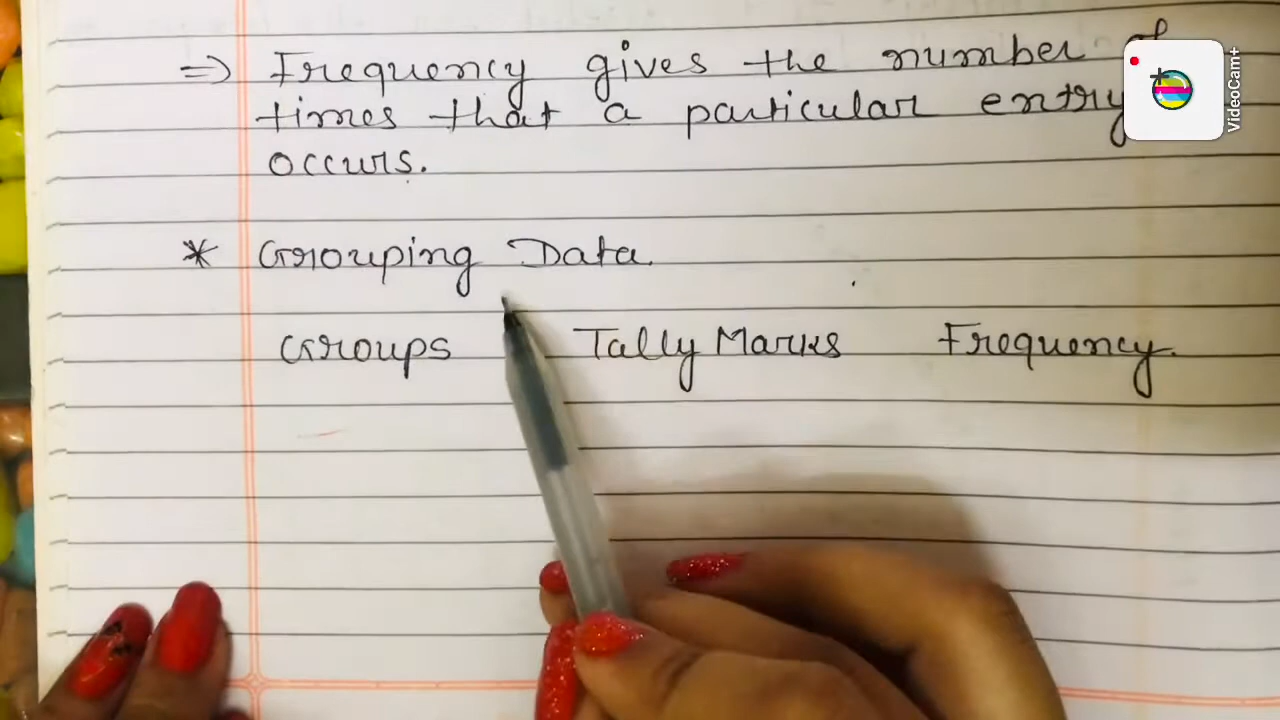 => Frequency gives the number of
times that a particular entry
occurs.
* Grouping Data.
Groups Tally Marks Frequency.
VideoCam+